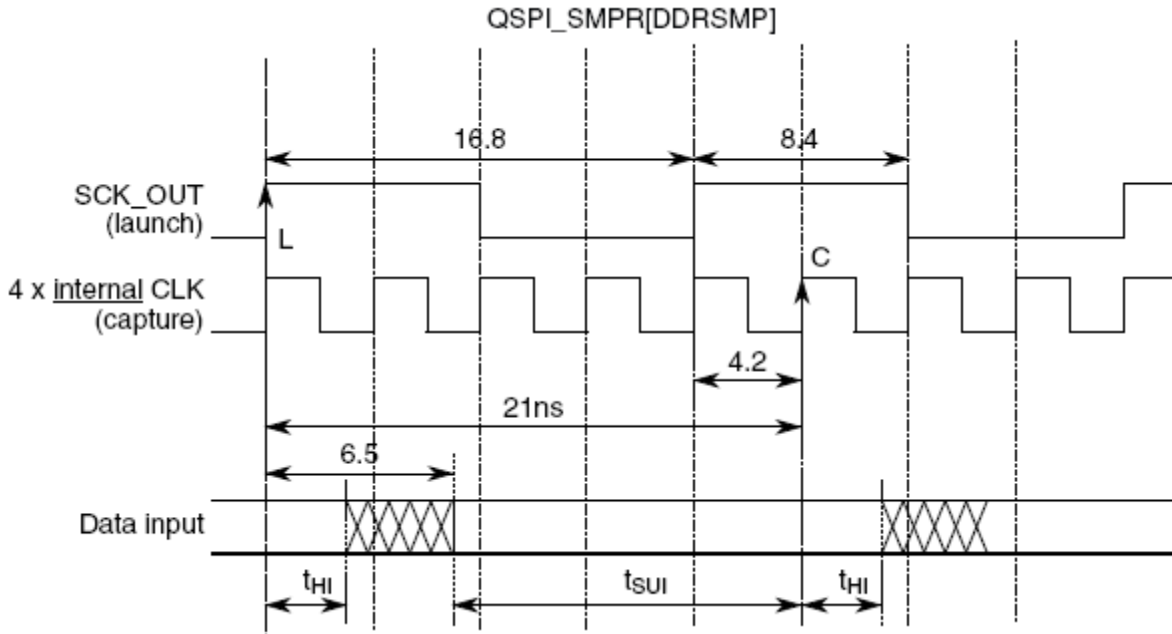 QSPI_SMPR[DDRSMP]
16.8
8.4
SCK_OUT
(launch)
L
C
4 x internal CLK
(capture)
4.2
21ns
6.5
Data input
tHI
tSUI
tHI